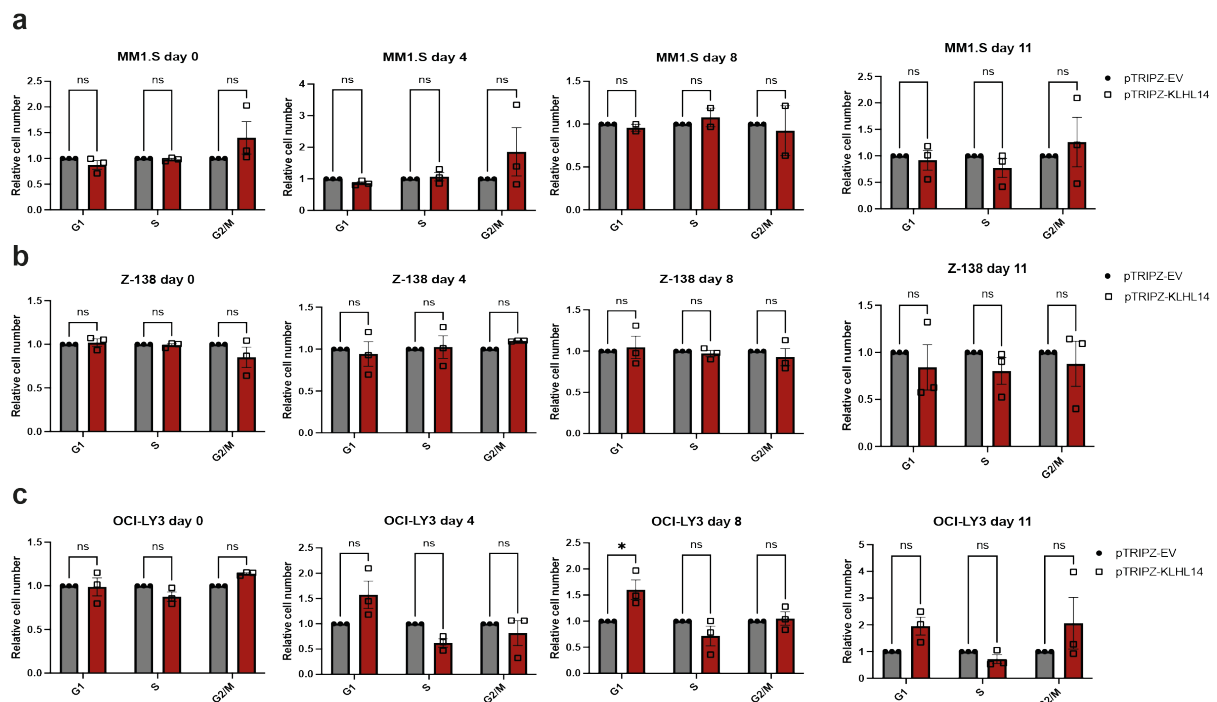 a
MM1.S day 0
Relative cell number
2.5
2.0
1.5
1.0
0.5
0.0
ns
ns
ns
G1
S
G2/M
MM1.S day 4
Relative cell number
4
3
2
1
0
ns
ns
ns
G1
S
G2/M
MM1.S day 8
Relative cell number
1.5
1.0
0.5
0.0
ns
ns
ns
G1
S
G2/M
MM1.S day 11
Relative cell number
2.5
2.0
1.5
1.0
0.5
0.0
ns
ns
ns
G1
S
G2/M
pTRIPZ-EV
pTRIPZ-KLHL14
b
Z-138 day 0
Relative cell number
1.5
1.0
0.5
0.0
ns
ns
ns
G1
S
G2/M
Z-138 day 4
Relative cell number
1.5
1.0
0.5
0.0
ns
ns
ns
G1
S
G2/M
Z-138 day 8
Relative cell number
1.5
1.0
0.5
0.0
ns
ns
ns
G1
S
G2/M
Z-138 day 11
Relative cell number
1.5
1.0
0.5
0.0
ns
ns
ns
G1
S
G2/M
pTRIPZ-EV
pTRIPZ-KLHL14
c
OCI-LY3 day 0
Relative cell number
1.5
1.0
0.5
0.0
ns
ns
ns
G1
S
G2/M
OCI-LY3 day 4
Relative cell number
2.5
2.0
1.5
1.0
0.5
0.0
ns
ns
ns
G1
S
G2/M
OCI-LY3 day 8
Relative cell number
2.5
2.0
1.5
1.0
0.5
0.0
*
ns
ns
G1
S
G2/M
OCI-LY3 day 11
Relative cell number
5
4
3
2
1
0
ns
ns
ns
G1
S
G2/M
pTRIPZ-EV
pTRIPZ-KLHL14